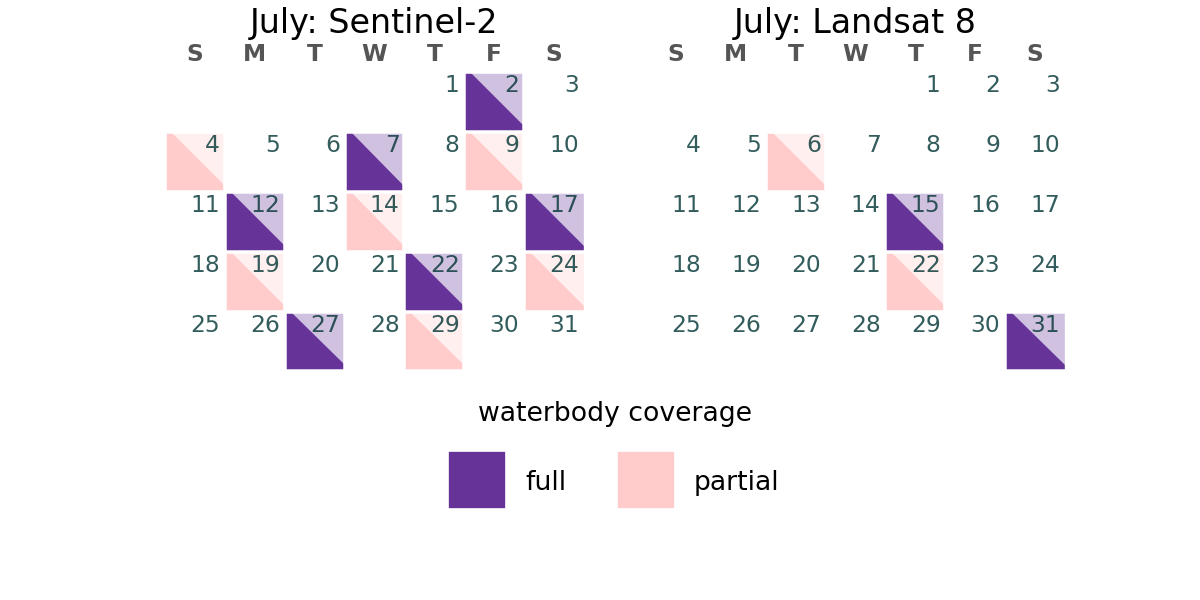 July: Sentinel-2
S M T W T F S
1 2 3
4 5 6 7 8 9 10
11 12 13 14 15 16 17
18 19 20 21 22 23 24
25 26 27 28 29 30 31
July: Landsat 8
S M T W T F S
1 2 3
4 5 6 7 8 9 10
11 12 13 14 15 16 17
18 19 20 21 22 23 24
25 26 27 28 29 30 31
waterbody coverage
full
partial